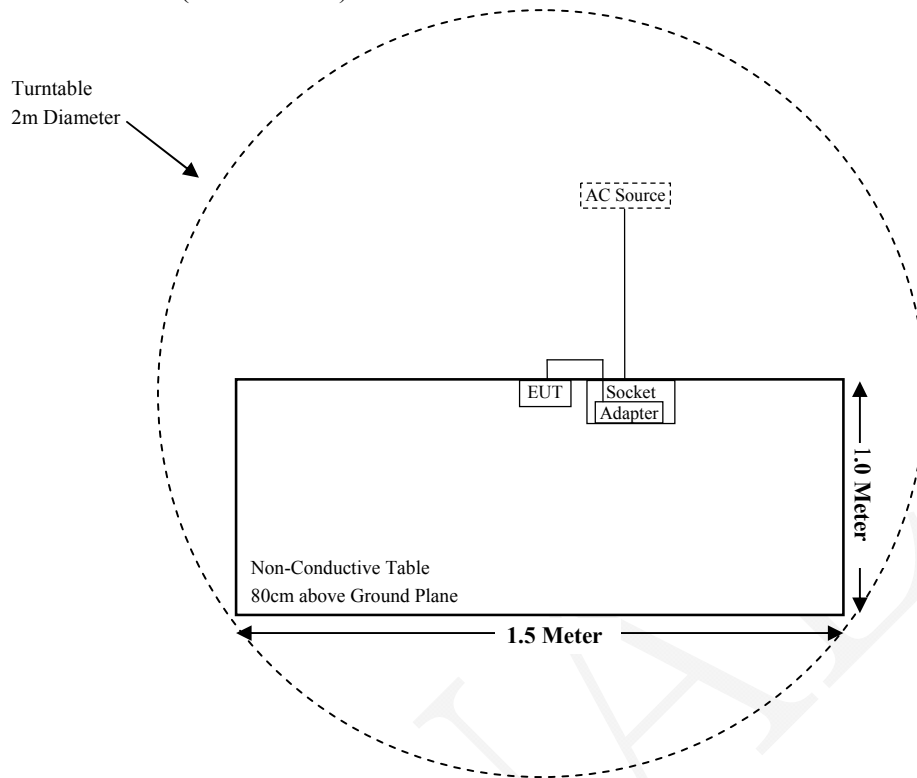 Turntable
2m Diameter
AC Source
EUT
Socket
Adapter
1.0 Meter
Non-Conductive Table
80cm above Ground Plane
1.5 Meter